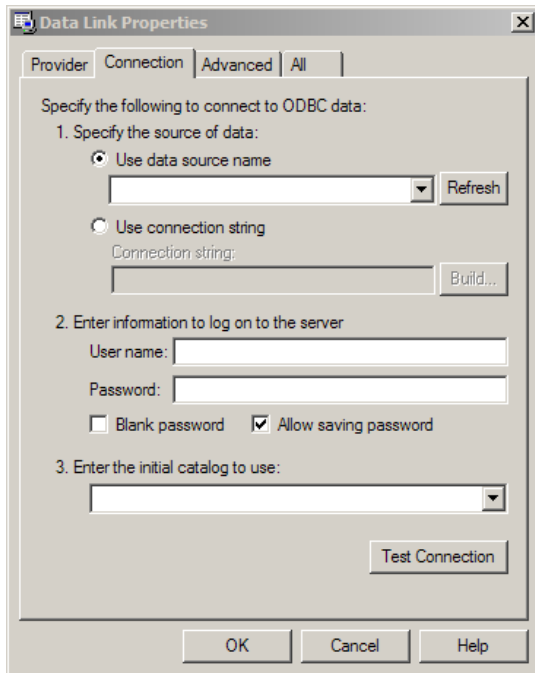 Data Link Properties
Provider Connection Advanced All
Specify the following to connect to ODBC data:
1. Specify the source of data:
Use data source name
Refresh
Use connection string
Connection string:
Build...
2. Enter information to log on to the server
User name:
Password:
Blank password Allow saving password
3. Enter the initial catalog to use:
Test Connection
OK Cancel Help